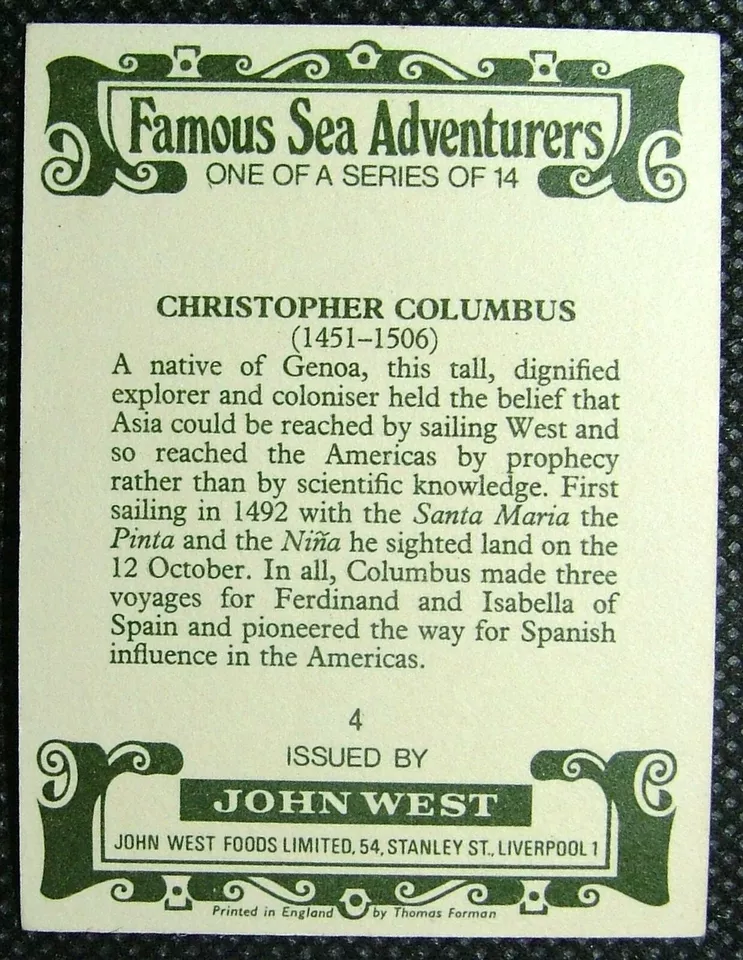 Famous Sea Adventurers
ONE OF A SERIES OF 14
CHRISTOPHER COLUMBUS
(1451–1506)
A native of Genoa, this tall, dignified
explorer and coloniser held the belief that
Asia could be reached by sailing West and
so reached the Americas by prophecy
rather than by scientific knowledge. First
sailing in 1492 with the Santa Maria the
Pinta and the Niña he sighted land on the
12 October. In all, Columbus made three
voyages for Ferdinand and Isabella of
Spain and pioneered the way for Spanish
influence in the Americas.
4
ISSUED BY
JOHN WEST
JOHN WEST FOODS LIMITED, 54, STANLEY ST., LIVERPOOL 1
Printed in England by Thomas Forman